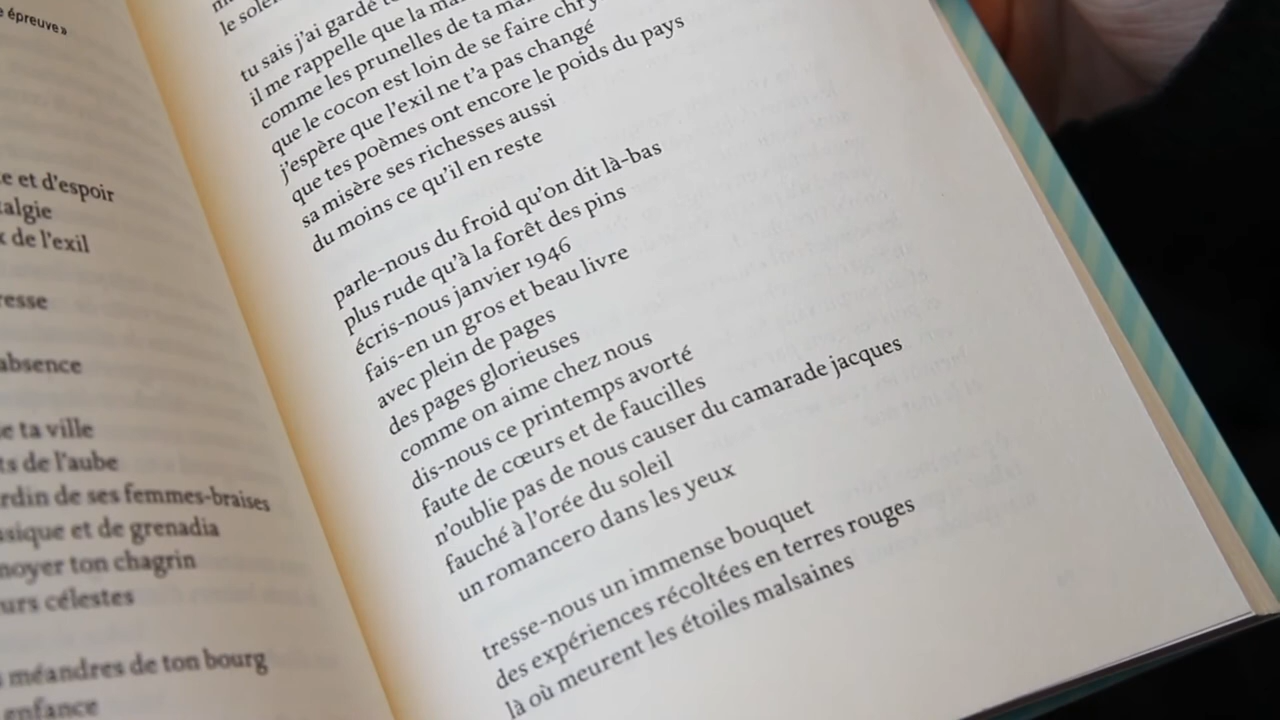 épreuve»
et d'espoir
de l'exil
absence
ta ville
de l'aube
de ses femmes-braises
et de grenadia
ton chagrin
célestes
méandres de ton bourg
enfance
le soleil
tu sais j'ai gardé
il me rappelle que la
comme les prunelles de ta
que le cocon est loin de se faire
j'espère que l'exil ne t'a pas changé
que tes poèmes ont encore le poids du pays
sa misère ses richesses aussi
du moins ce qu'il en reste
parle-nous du froid qu'on dit là-bas
plus rude qu'à la forêt des pins
écris-nous janvier 1946
fais-en un gros et beau livre
avec plein de pages
des pages glorieuses
comme on aime chez nous
dis-nous ce printemps avorté
faute de cœurs et de faucilles
n'oublie pas de nous causer du camarade jacques
fauché à l'orée du soleil
un romancero dans les yeux
tresse-nous un immense bouquet
des expériences récoltées en terres rouges
là où meurent les étoiles malsaines